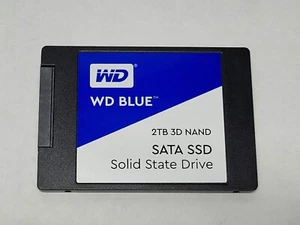 WD
WD BLUE™
2TB 3D NAND
SATA SSD
Solid State Drive